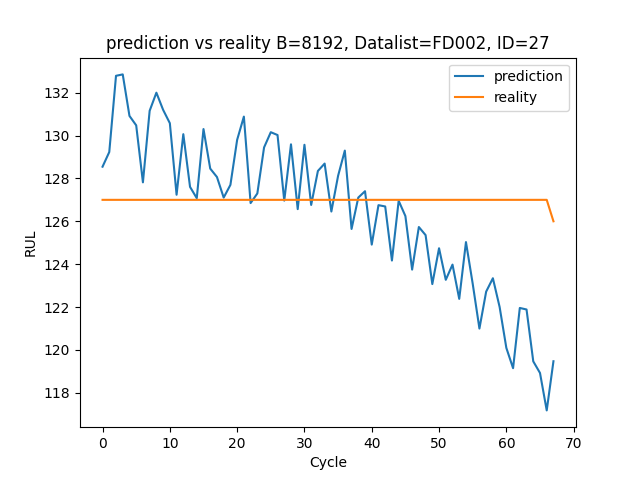 prediction vs reality B=8192, Datalist=FD002, ID=27
prediction
reality
RUL
132
130
128
126
124
122
120
118
0 10 20 30 40 50 60 70
Cycle